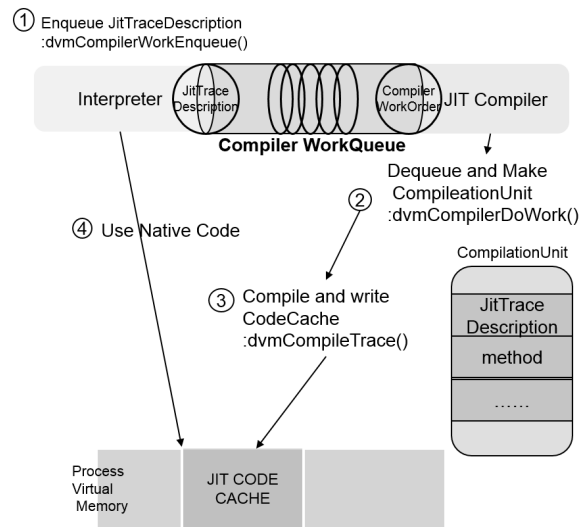 ① Enqueue JitTraceDescription
:dvmCompilerWorkEnqueue()
Interpreter
JitTrace
Description
Compiler
WorkOrder
JIT Compiler
Compiler WorkQueue
Dequeue and Make
CompileationUnit
:dvmCompilerDoWork()
②
④ Use Native Code
CompilationUnit
JitTrace
Description
method
......
③ Compile and write
CodeCache
:dvmCompileTrace()
Process
Virtual
Memory
JIT CODE
CACHE